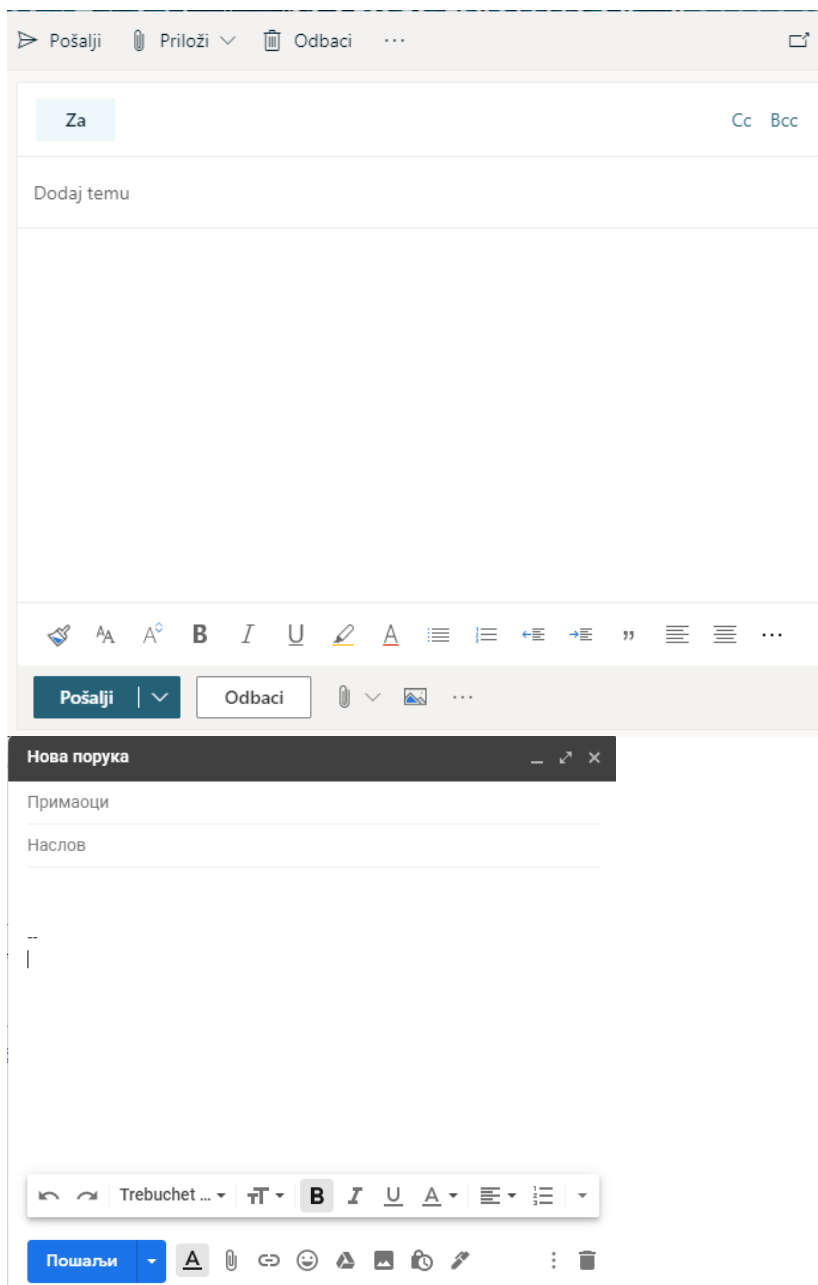 Pošalji Priloži Odbaci ...
Za Cc Bcc
Dodaj temu
B I U A
Pošalji Odbaci ...
Нова порука
Примаоци
Наслов
--
Trebuchet ... B I U A
Пошаљи A